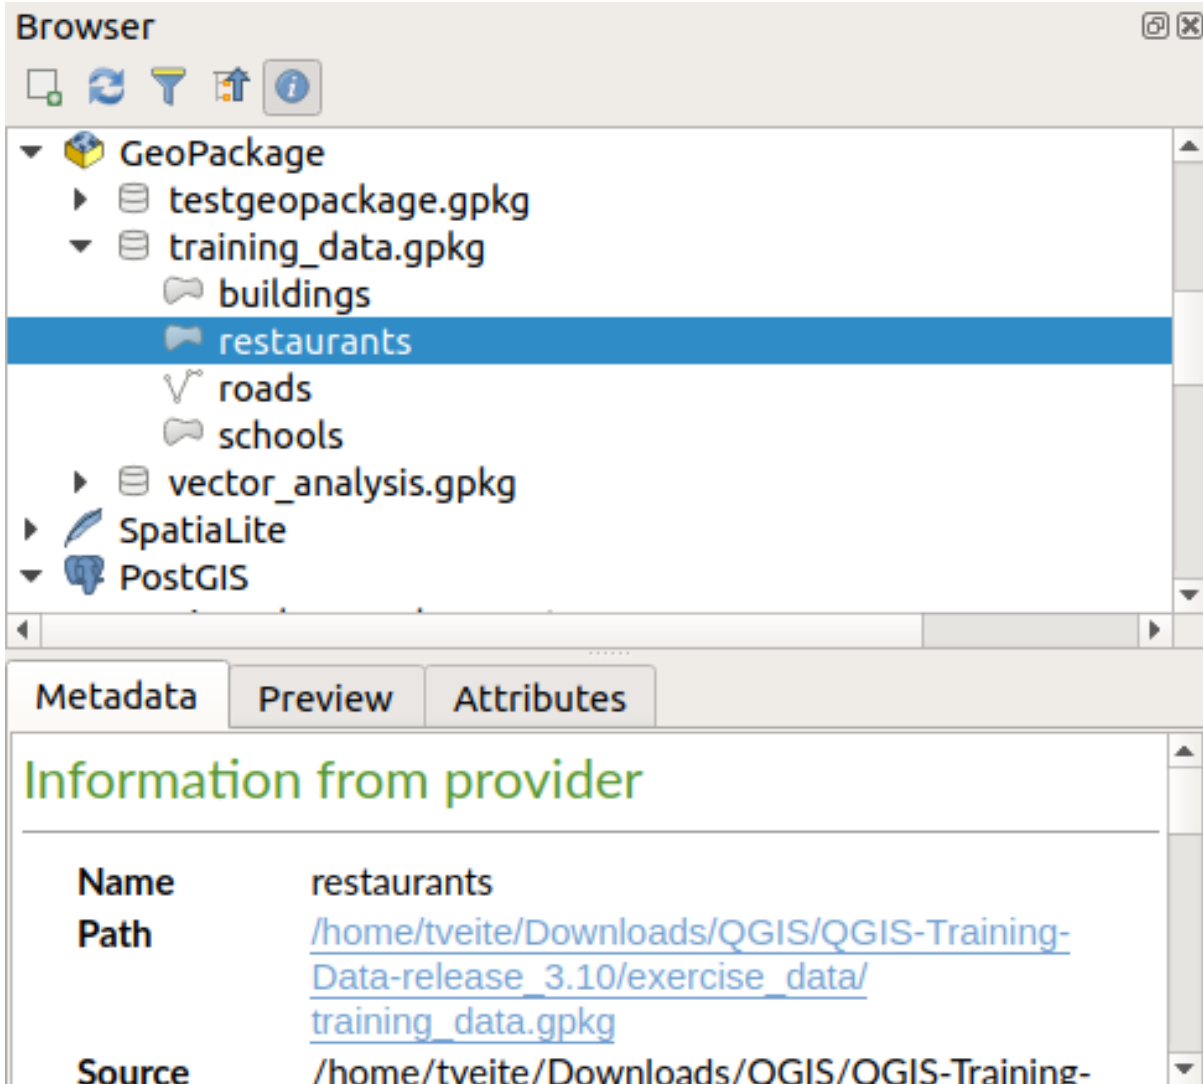 Browser
GeoPackage
testgeopackage.gpkg
training_data.gpkg
buildings
restaurants
roads
schools
vector_analysis.gpkg
SpatiaLite
PostGIS
Metadata Preview Attributes
Information from provider
Name restaurants
Path /home/tveite/Downloads/QGIS/QGIS-Training-
Data-release_3.10/exercise_data/
training_data.gpkg
Source /home/tveite/Downloads/QGIS/QGIS-Training-